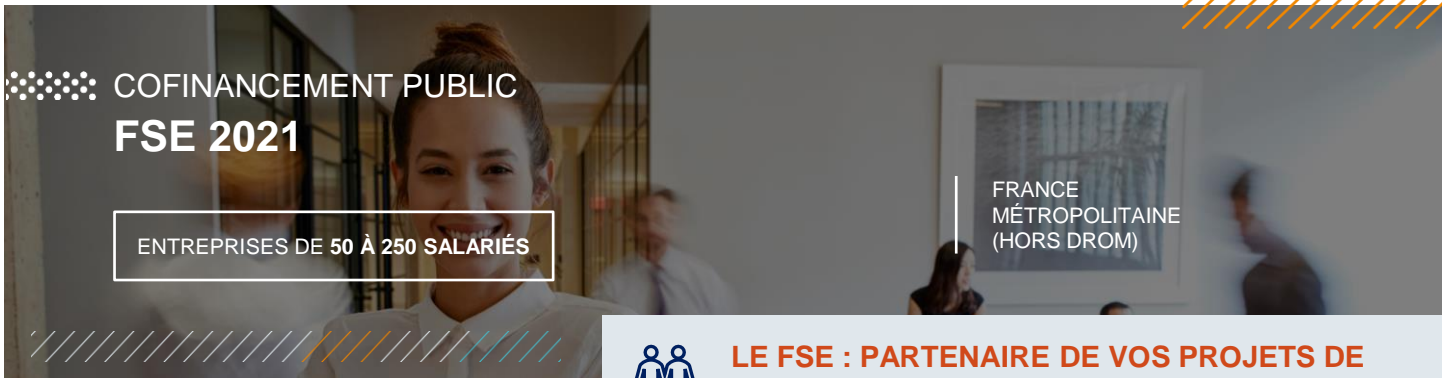 COFINANCEMENT PUBLIC
FSE 2021
ENTREPRISES DE 50 À 250 SALARIÉS
FRANCE
MÉTROPOLITAINE
(HORS DROM)
LE FSE : PARTENAIRE DE VOS PROJETS DE